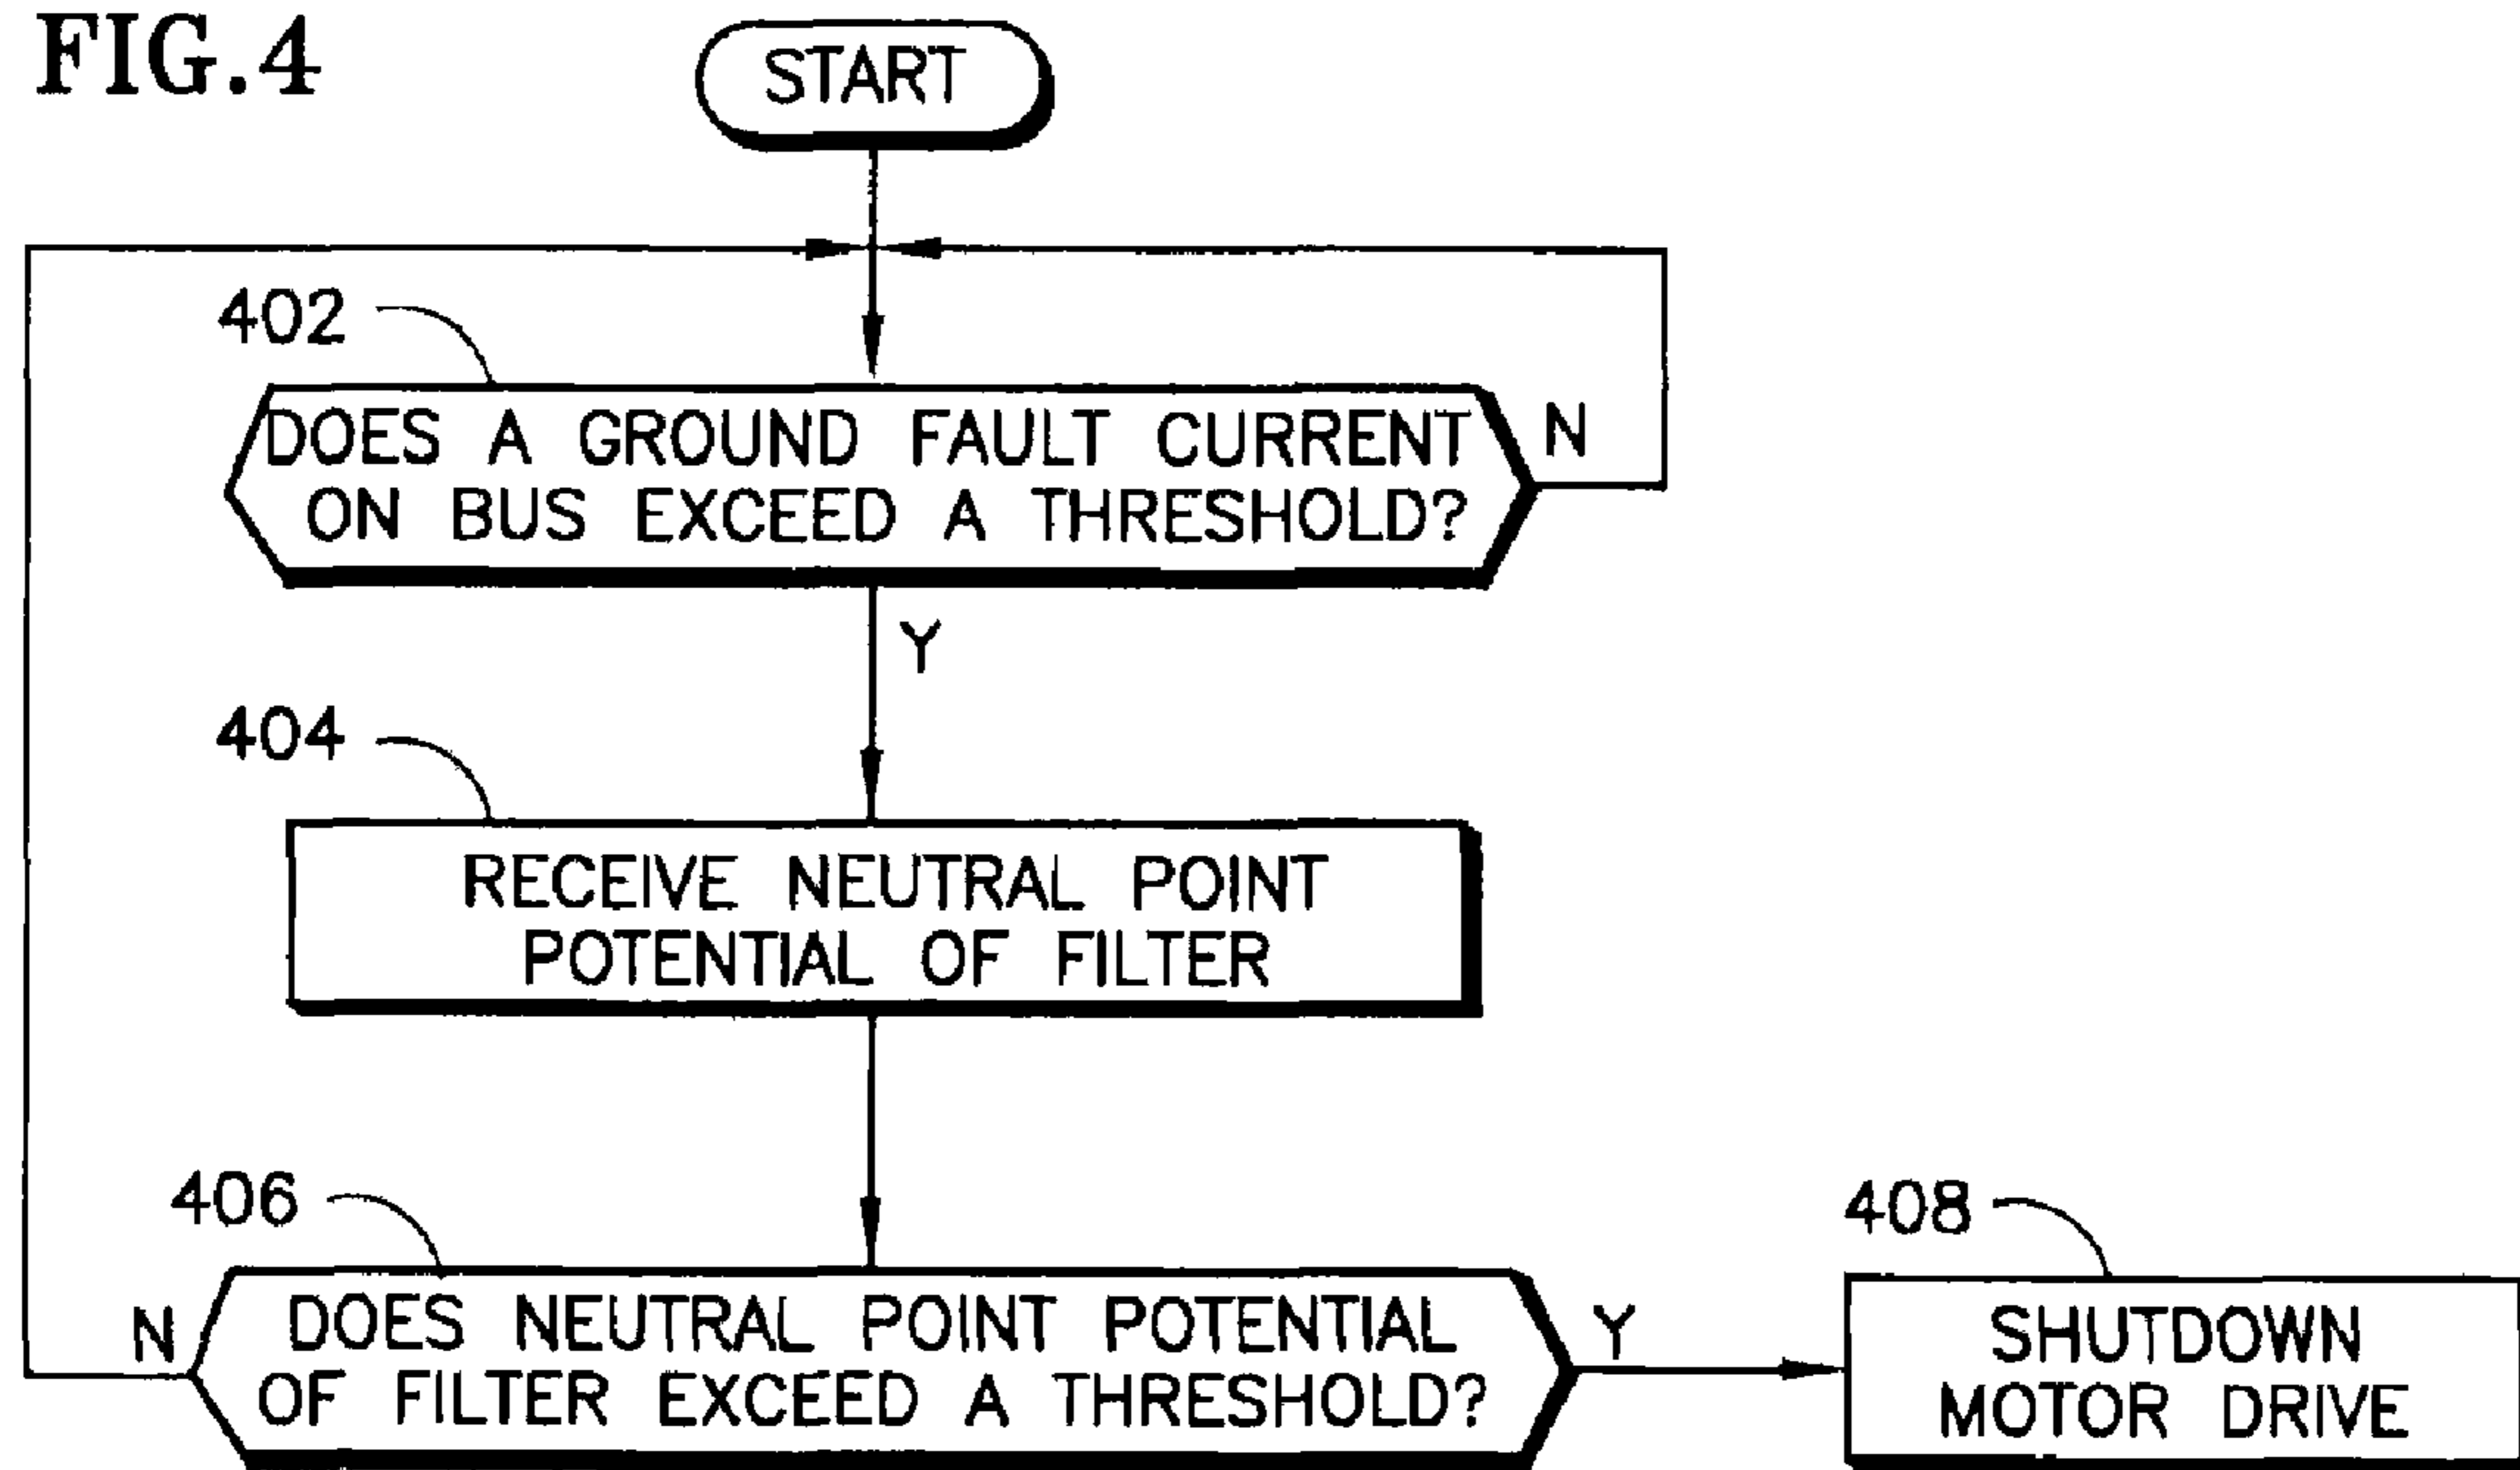 FIG.4
START
402
DOES A GROUND FAULT CURRENT
ON BUS EXCEED A THRESHOLD?
N
Y
404
RECEIVE NEUTRAL POINT
POTENTIAL OF FILTER
406
408
N
DOES NEUTRAL POINT POTENTIAL
OF FILTER EXCEED A THRESHOLD?
Y
SHUTDOWN
MOTOR DRIVE